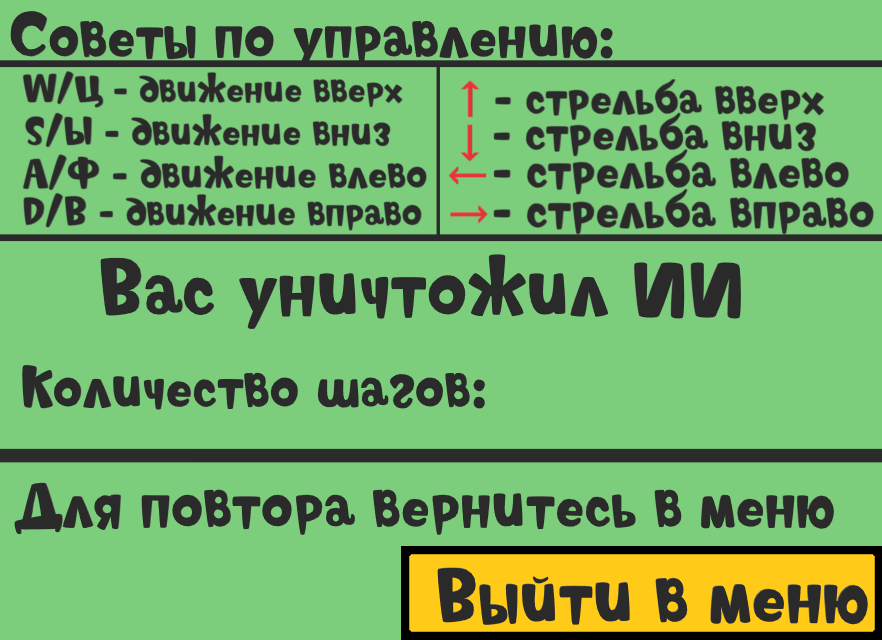 Советы по управлению:
W/Ц - движение вверх
S/Ы - движение вниз
А/Ф - движение влево
D/В - движение вправо
↑ - стрельба вверх
↓ - стрельба вниз
← - стрельба влево
→ - стрельба вправо
Вас уничтожил ИИ
Количество шагов:
Для повтора вернитесь в меню
Выйти в меню